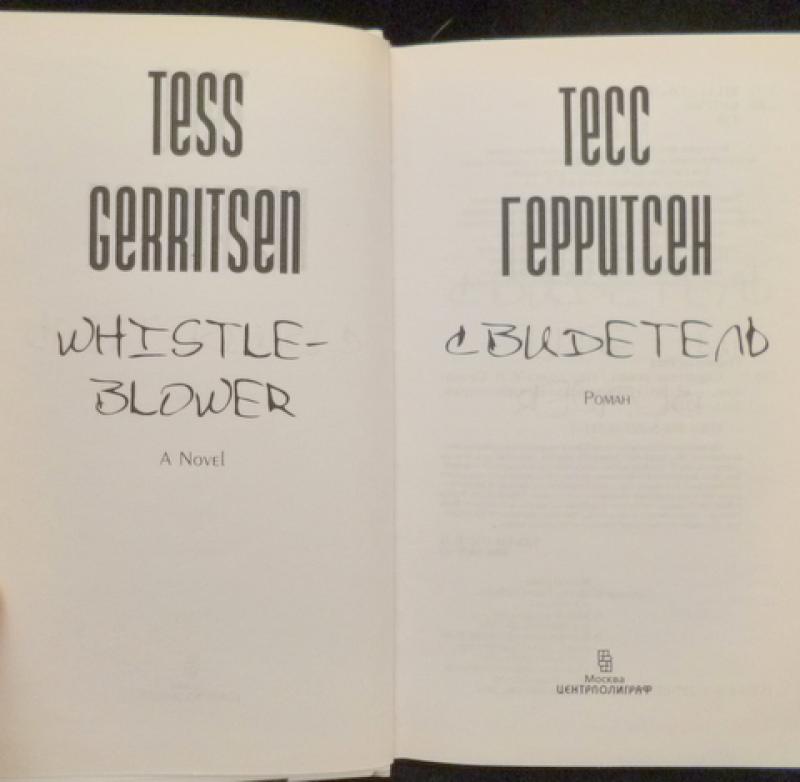 Tess
Gerritsen
WHISTLE-
BLOWER
A Novel
Тесс
Герритсен
СВИДЕТЕЛЬ
Роман
Москва
ЦЕНТРПОЛИГРАФ